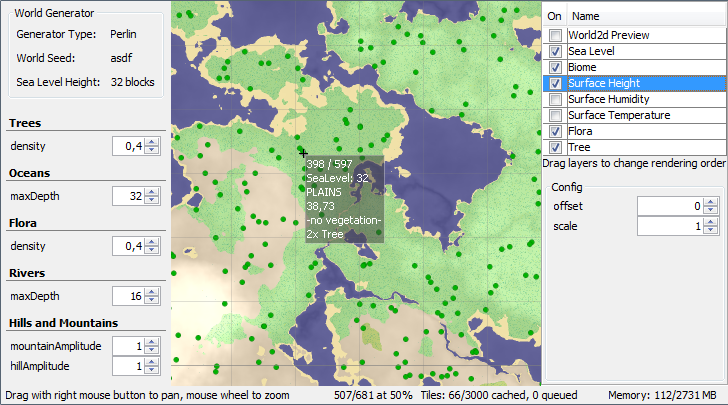 World Generator
Generator Type: Perlin
World Seed: asdf
Sea Level Height: 32 blocks
Trees
density 0,4
Oceans
maxDepth 32
Flora
density 0,4
Rivers
maxDepth 16
Hills and Mountains
mountainAmplitude 1
hillAmplitude 1
398 / 597
SeaLevel: 32
PLAINS
38,73
-no vegetation-
2x Tree
On Name
World2d Preview
Sea Level
Biome
Surface Height
Surface Humidity
Surface Temperature
Flora
Tree
Drag layers to change rendering order
Config
offset 0
scale 1
Drag with right mouse button to pan, mouse wheel to zoom
507/681 at 50%
Tiles: 66/3000 cached, 0 queued
Memory: 112/2731 MB